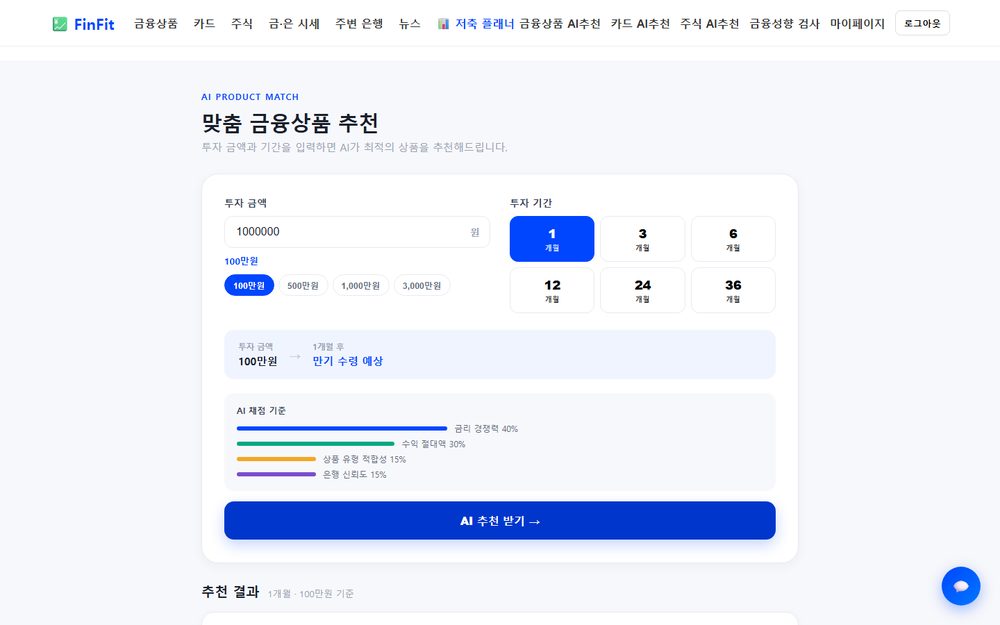 FinFit 금융상품 카드 주식 금·은 시세 주변 은행 뉴스 저축 플래너 금융상품 AI추천 카드 AI추천 주식 AI추천 금융성향 검사 마이페이지 로그아웃
AI PRODUCT MATCH
맞춤 금융상품 추천
투자 금액과 기간을 입력하면 AI가 최적의 상품을 추천해드립니다.
투자 금액
1000000 원
100만원
100만원 500만원 1,000만원 3,000만원
투자 기간
1 3 6
개월 개월 개월
12 24 36
개월 개월 개월
투자 금액
100만원
→
1개월 후
만기 수령 예상
AI 채점 기준
금리 경쟁력 40%
수익 절대액 30%
상품 유형 적합성 15%
은행 신뢰도 15%
AI 추천 받기 →
추천 결과 1개월 · 100만원 기준